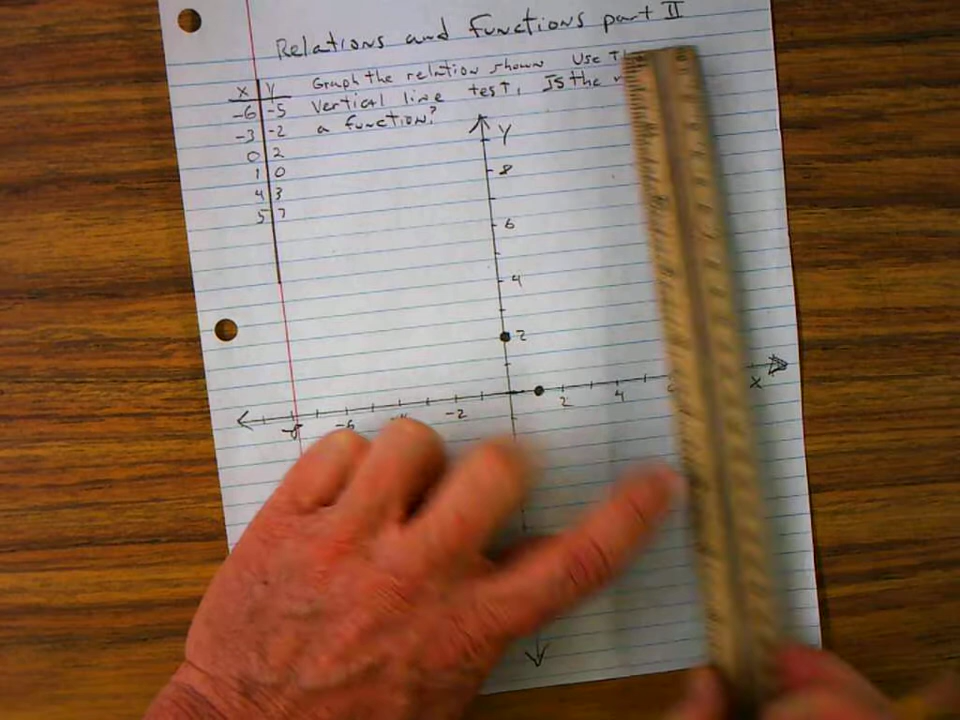 Relations and Functions part II
Graph the relation shown Use
Vertical line test, Is the
a function?
x y
-6 -5
-3 -2
0 2
1 0
4 3
5 7
Y
8
6
4
2
-6 -2 2 4 x